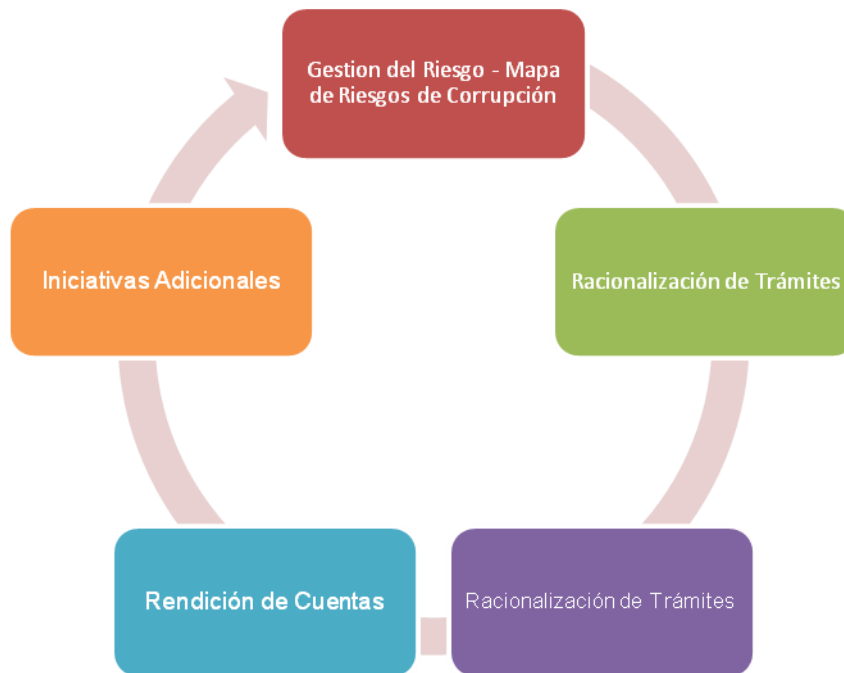 Gestion del Riesgo - Mapa
de Riesgos de Corrupción
Racionalización de Trámites
Racionalización de Trámites
Rendición de Cuentas
Iniciativas Adicionales